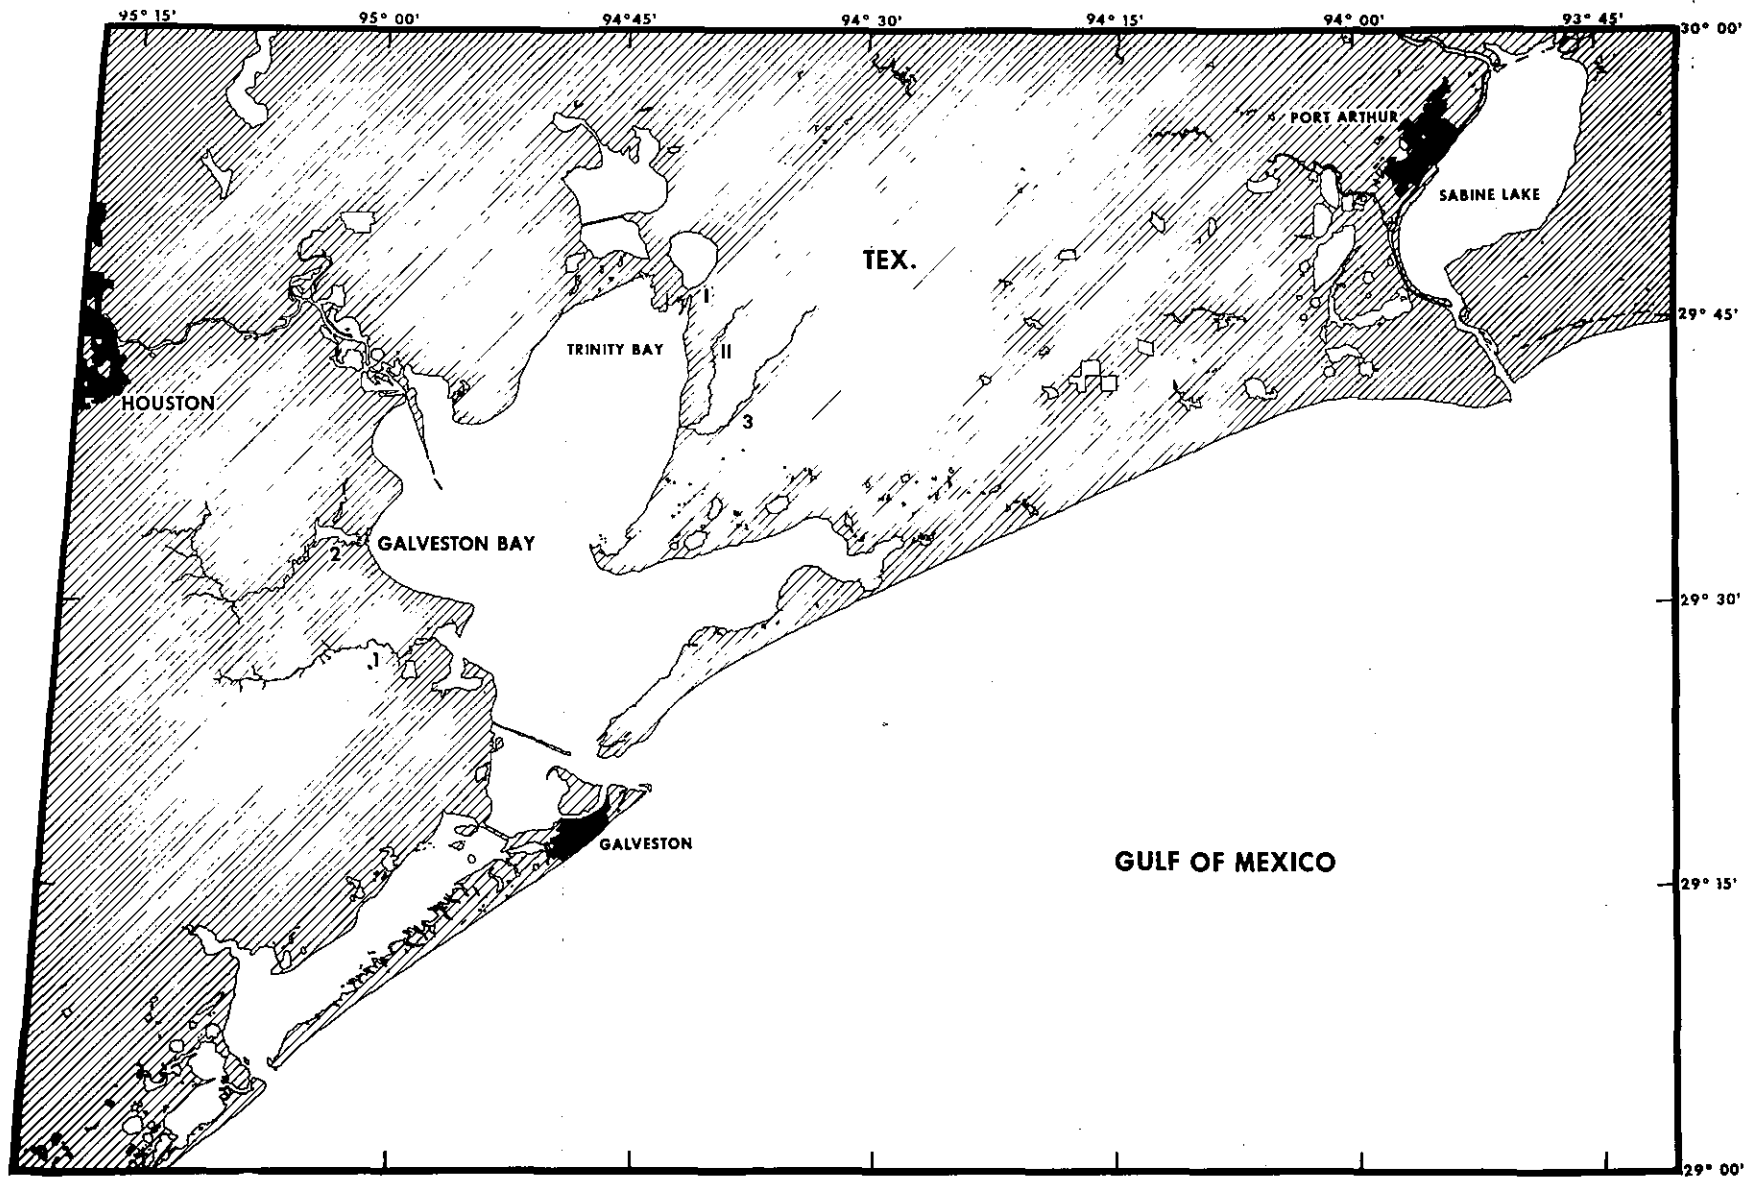 95° 15' 95° 00' 94° 45' 94° 30' 94° 15' 94° 00' 93° 45'
30° 00'
PORT ARTHUR
SABINE LAKE
TEX.
I
29° 45'
TRINITY BAY
II
HOUSTON
3
GALVESTON BAY
2
29° 30'
1
GALVESTON
GULF OF MEXICO
29° 15'
29° 00'